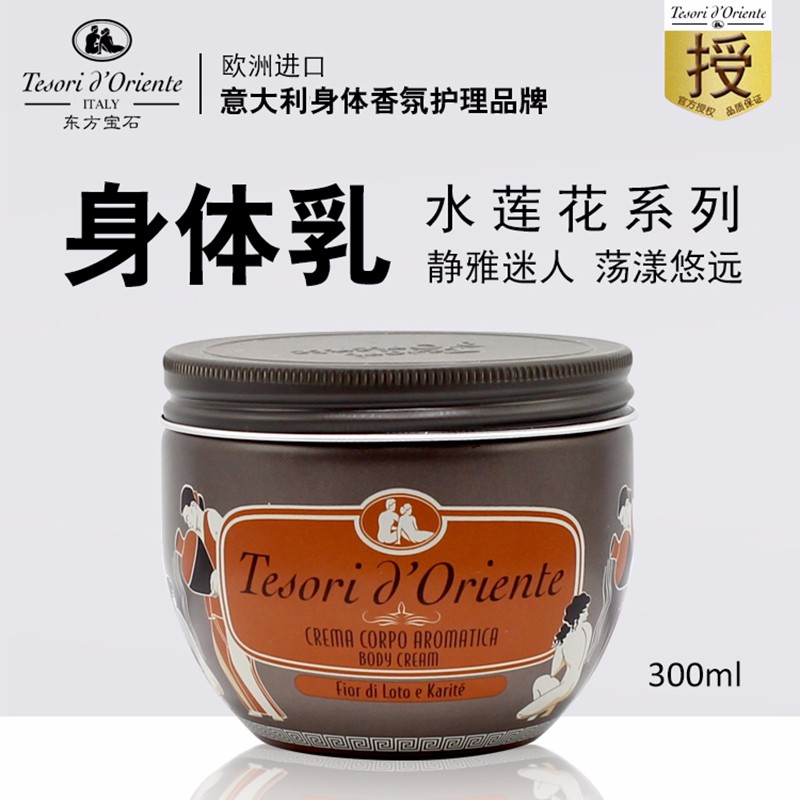 Tesori d'Oriente
ITALY
东方宝石
欧洲进口
意大利身体香氛护理品牌
Tesori d'Oriente
授
官方授权 品质保证
身体乳
水莲花系列
静雅迷人 荡漾悠远
Tesori d'Oriente
CREMA CORPO AROMATICA
BODY CREAM
Fior di Loto e Karité
300ml